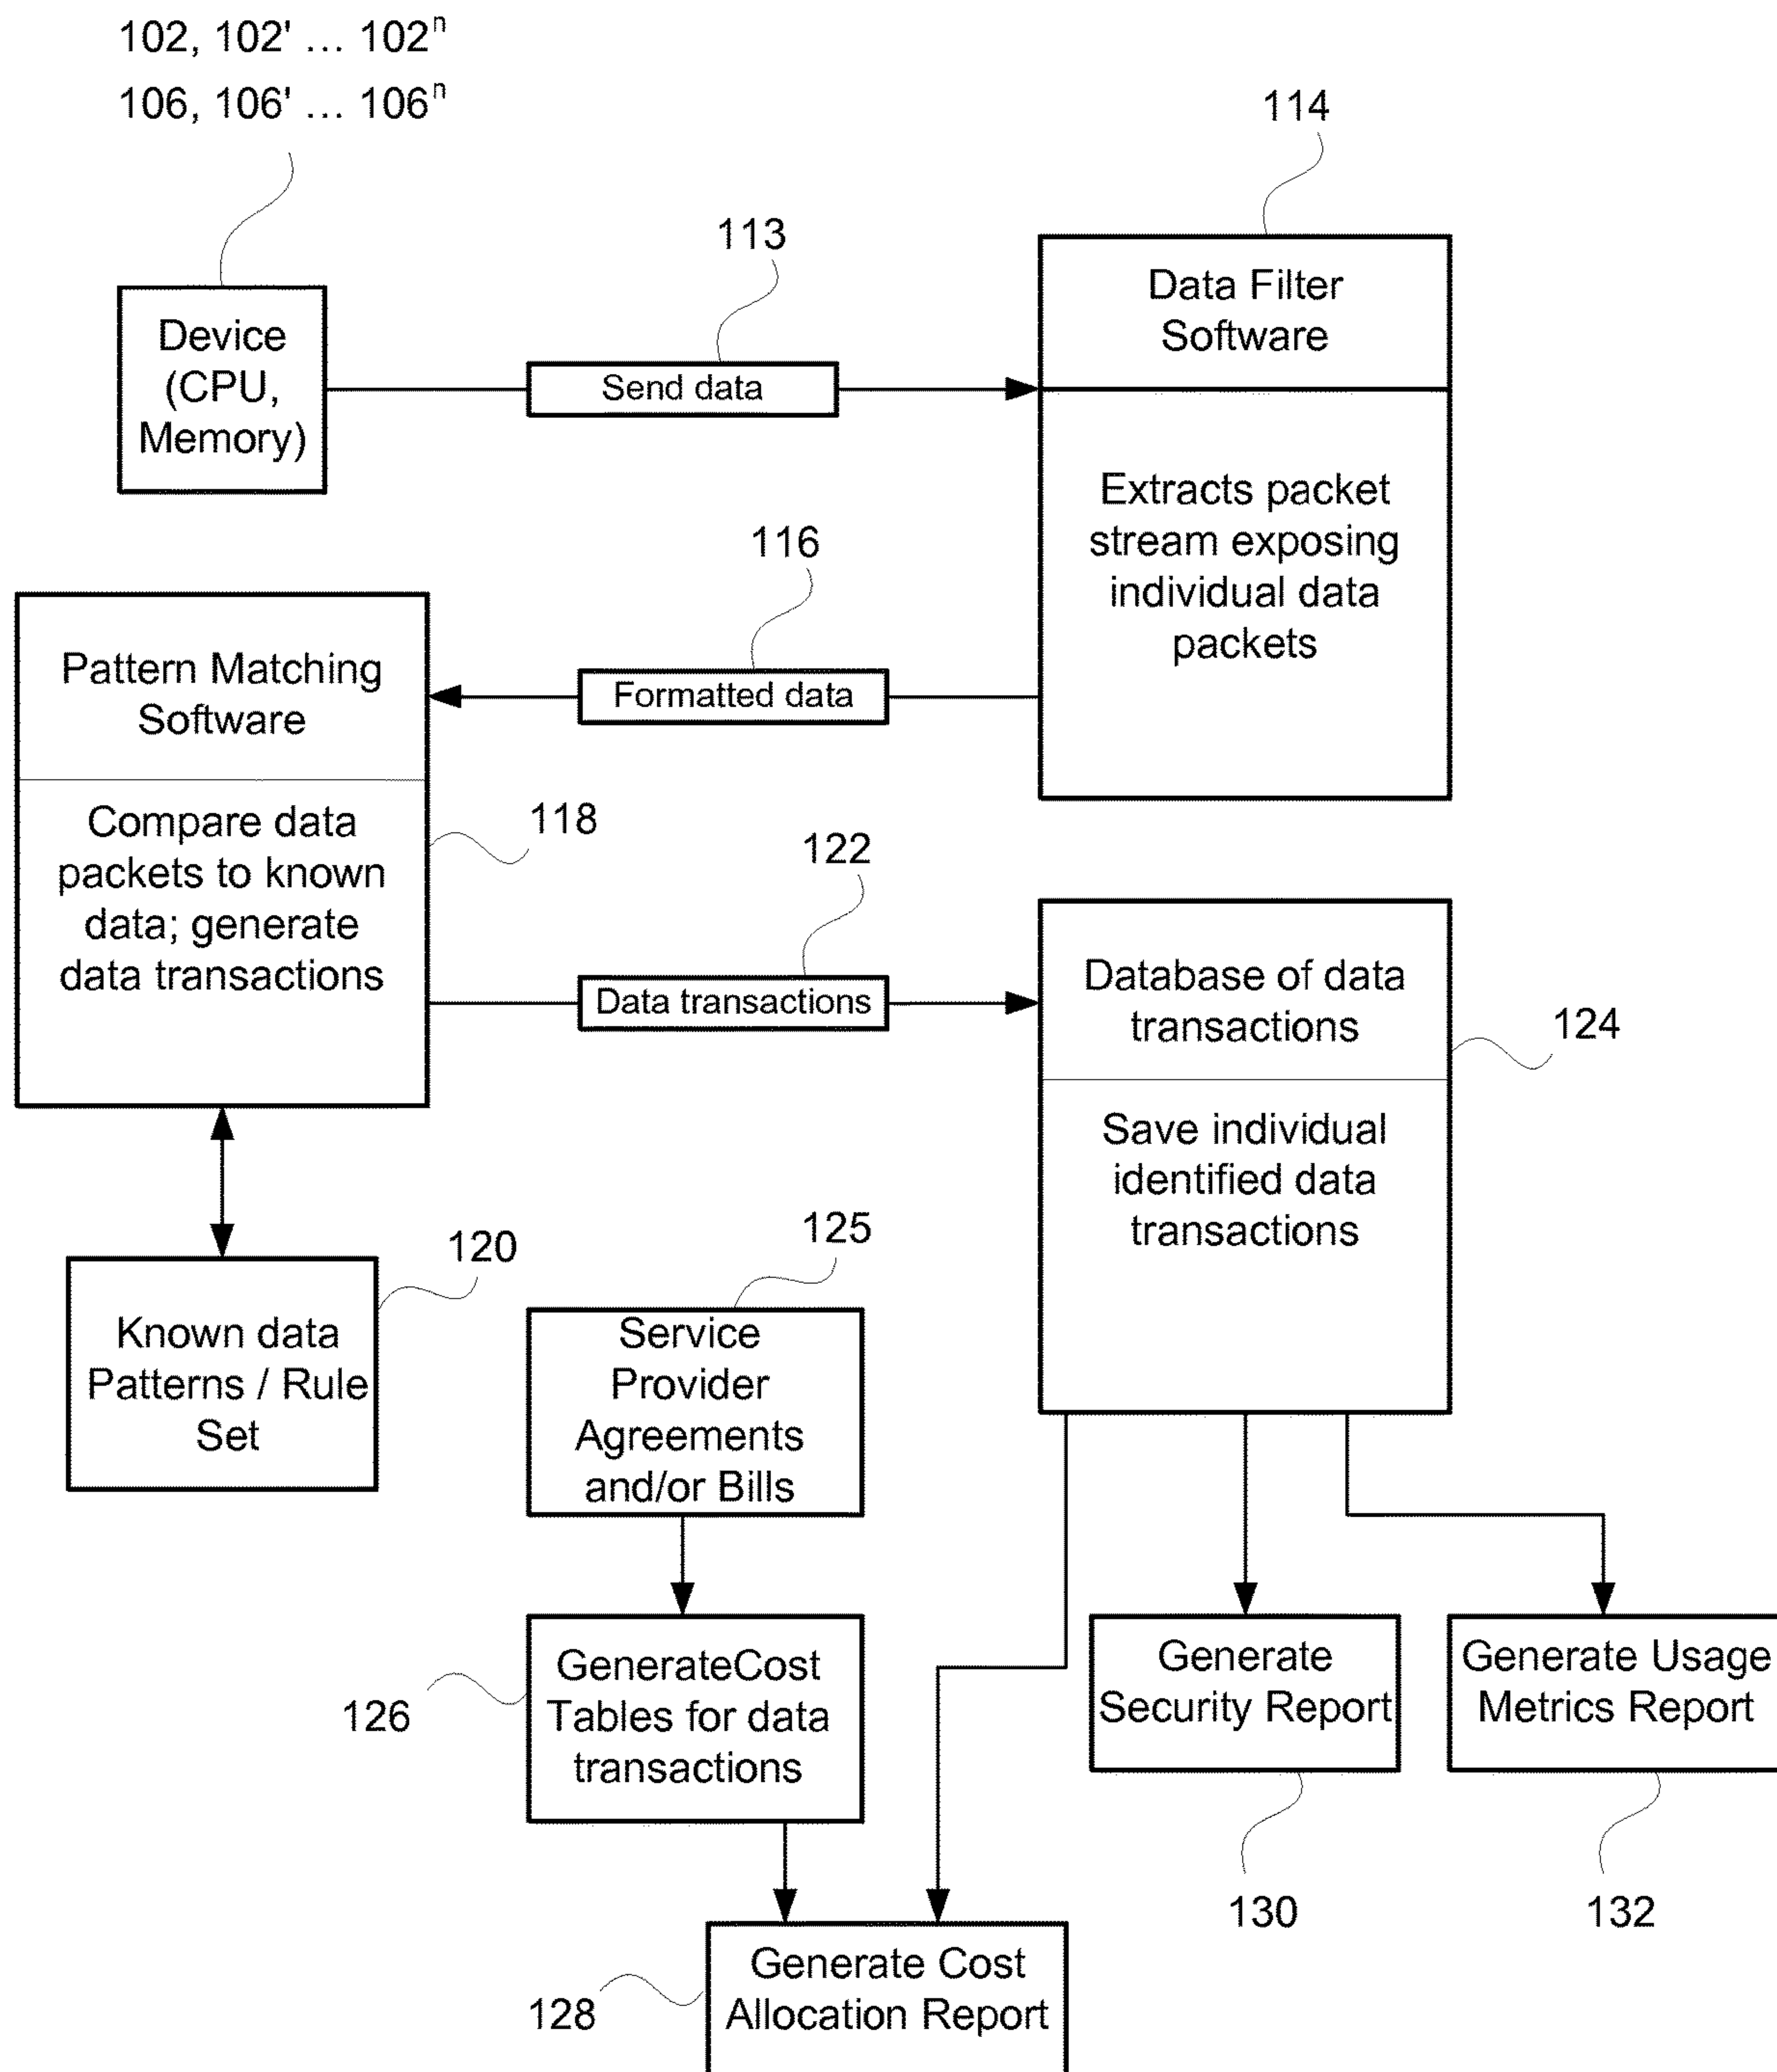 102, 102' ... 102ⁿ
106, 106' ... 106ⁿ
114
113
Device
(CPU,
Memory)
Send data
Data Filter
Software
Extracts packet
stream exposing
individual data
packets
116
Formatted data
Pattern Matching
Software
Compare data
packets to known
data; generate
data transactions
118
122
Data transactions
Database of data
transactions
Save individual
identified data
transactions
124
120
Known data
Patterns / Rule
Set
125
Service
Provider
Agreements
and/or Bills
126
GenerateCost
Tables for data
transactions
Generate
Security Report
Generate Usage
Metrics Report
130
132
128
Generate Cost
Allocation Report